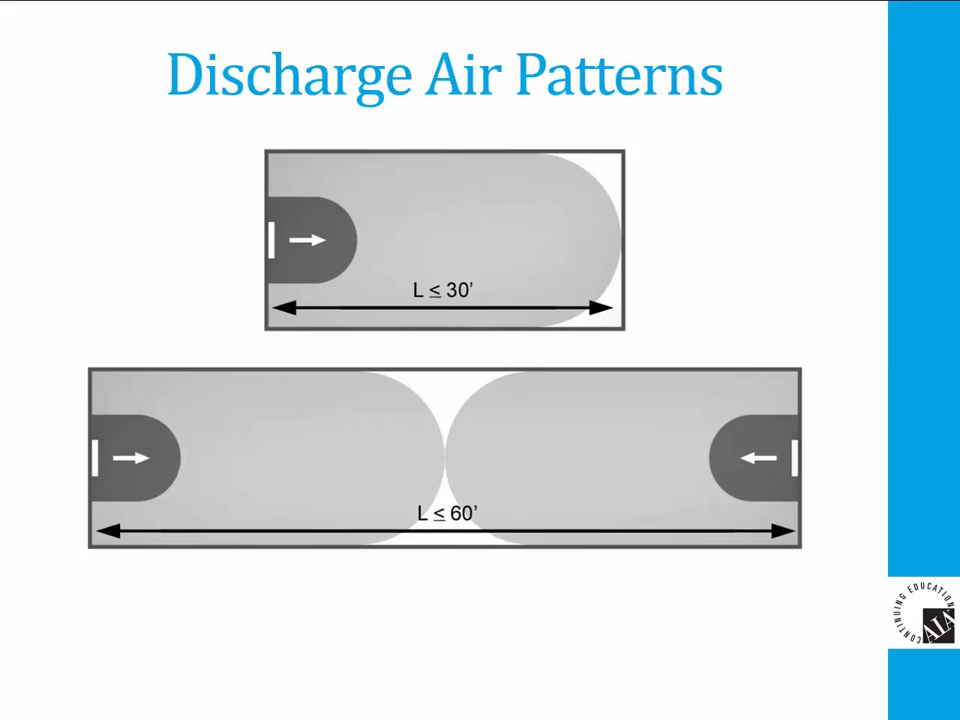 Discharge Air Patterns
L ≤ 30'
L ≤ 60'
CONTINUING EDUCATION
AIA